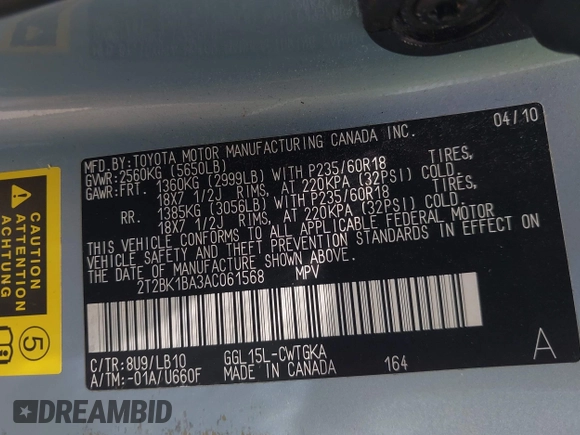 04/10
MFD.BY:TOYOTA MOTOR MANUFACTURING CANADA INC.
GVWR:2560KG (5650LB)
GAWR:FRT. 1360KG (2999LB) WITH P235/60R18 TIRES,
18X7 1/2J RIMS, AT 220KPA (32PSI) COLD.
RR. 1385KG (3056LB) WITH P235/60R18 TIRES,
18X7 1/2J RIMS, AT 220KPA (32PSI) COLD.
THIS VEHICLE CONFORMS TO ALL APPLICABLE FEDERAL MOTOR
VEHICLE SAFETY AND THEFT PREVENTION STANDARDS IN EFFECT ON
THE DATE OF MANUFACTURE SHOWN ABOVE.
2T2BK1BA3AC061568 MPV
C/TR:8U9/LB10 GGL15L-CWTGKA
A/TM:-01A/U660F MADE IN CANADA 164
A
CAUTION
ATTENTION
ACHTUNG
5
DREAMBID